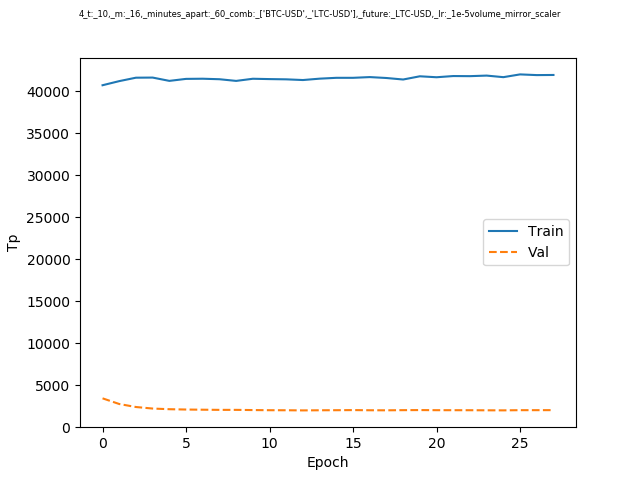 4_t:_10,_m:_16,_minutes_apart:_60_comb:_['BTC-USD',_'LTC-USD'],_future:_LTC-USD,_lr:_1e-5volume_mirror_scaler
40000
35000
30000
25000
20000
15000
10000
5000
0
Tp
Train
Val
0 5 10 15 20 25
Epoch